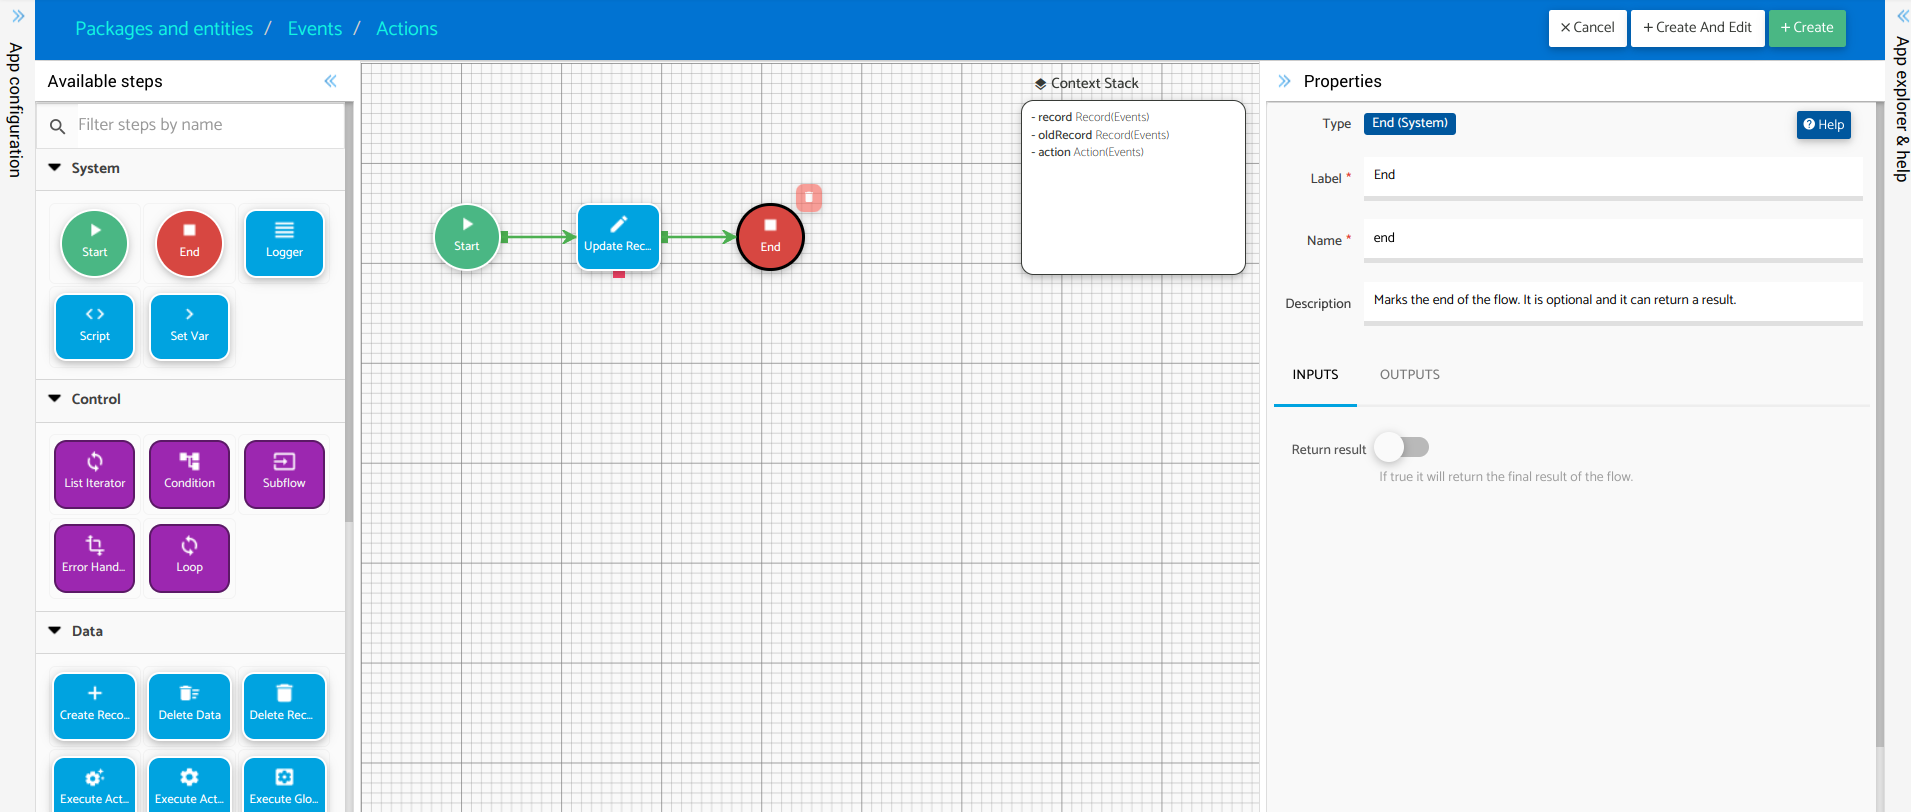 Packages and entities / Events / Actions
Cancel
+ Create And Edit
+ Create
App configuration
App explorer & help
Available steps
Filter steps by name
System
Start
End
Logger
Script
Set Var
Control
List Iterator
Condition
Subflow
Error Hand...
Loop
Data
Create Reco...
Delete Data
Delete Rec...
Execute Act...
Execute Act...
Execute Glo...
Start
Update Rec...
End
Context Stack
- record Record(Events)
- oldRecord Record(Events)
- action Action(Events)
Properties
Type
End (System)
Help
Label *
End
Name *
end
Description
Marks the end of the flow. It is optional and it can return a result.
INPUTS
OUTPUTS
Return result
If true it will return the final result of the flow.